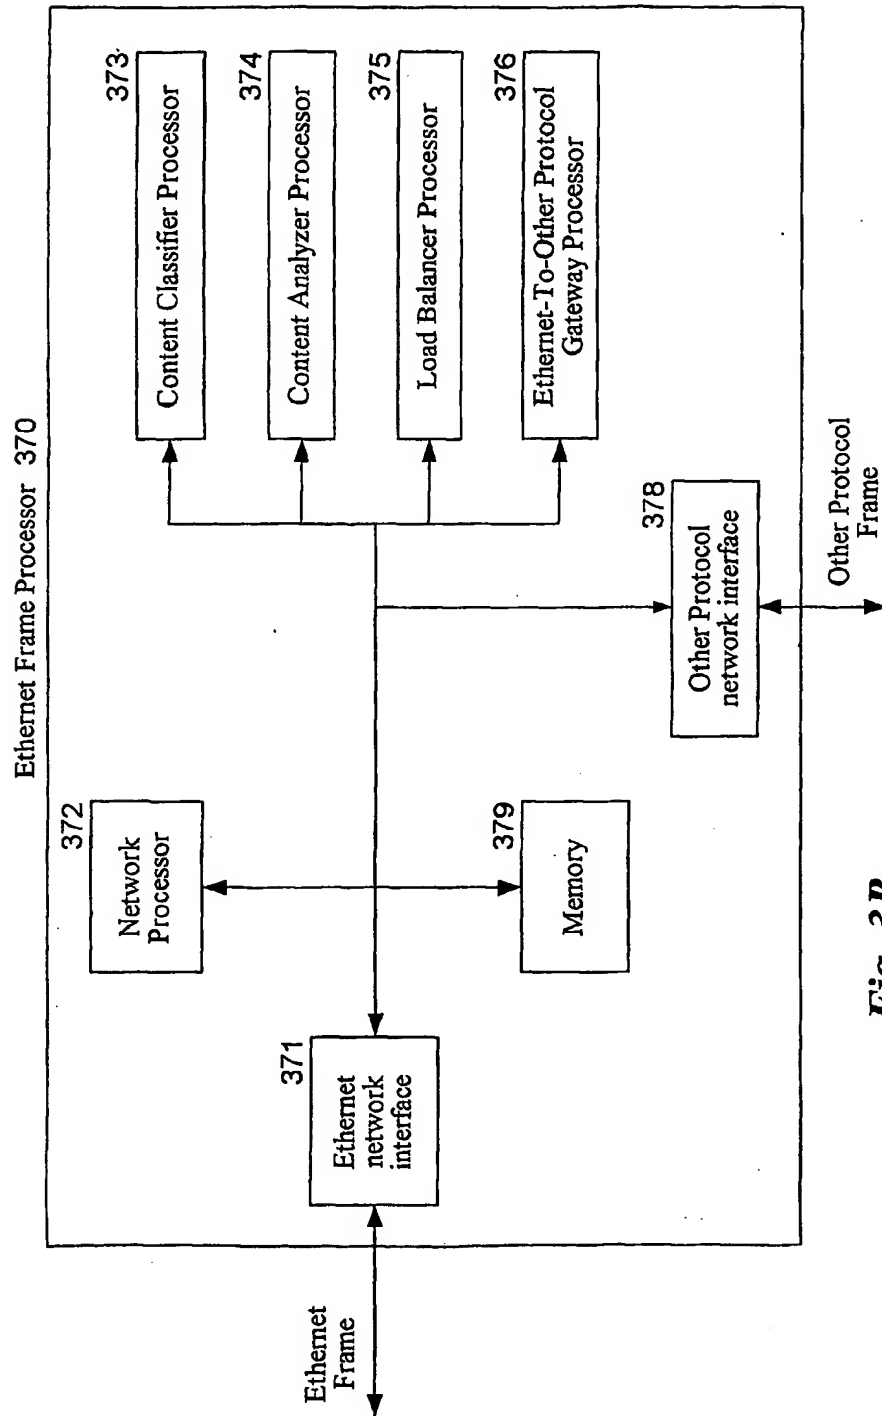 Ethernet Frame Processor 370
373
Content Classifier Processor
374
Content Analyzer Processor
375
Load Balancer Processor
376
Ethernet-To-Other Protocol
Gateway Processor
372
Network
Processor
379
Memory
371
Ethernet
network
interface
378
Other Protocol
network interface
Ethernet
Frame
Other Protocol
Frame